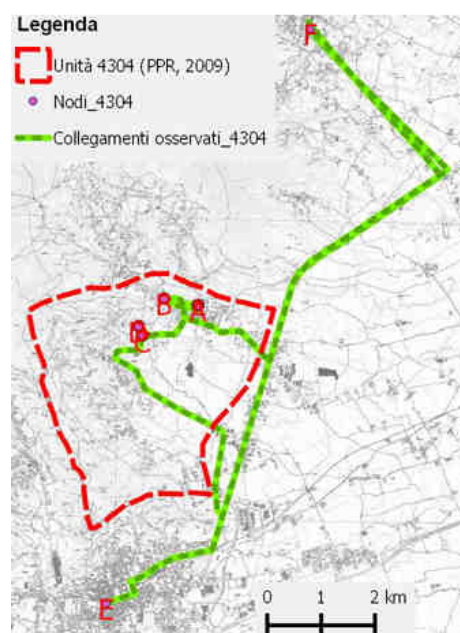 Legenda
Unità 4304 (PPR, 2009)
Nodi_4304
Collegamenti osservati_4304
F
B
A
C
E
0 1 2 km